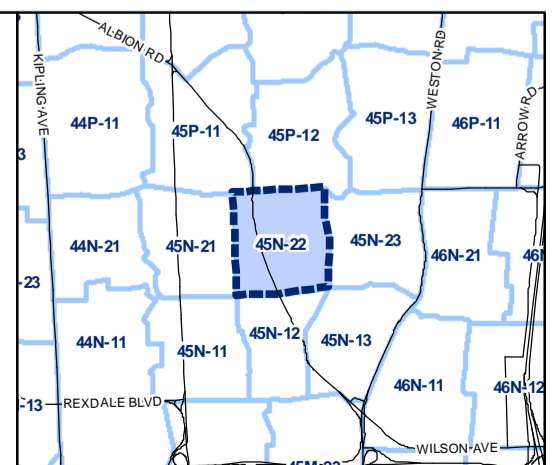 ALBION RD
KIPLING AVE
WESTON RD
ARROW RD
44P-11
45P-11
45P-12
45P-13
46P-11
3
44N-21
45N-21
45N-22
45N-23
46N-21
-23
44N-11
45N-11
45N-12
45N-13
46N-11
46N-12
-13
REXDALE BLVD
WILSON AVE